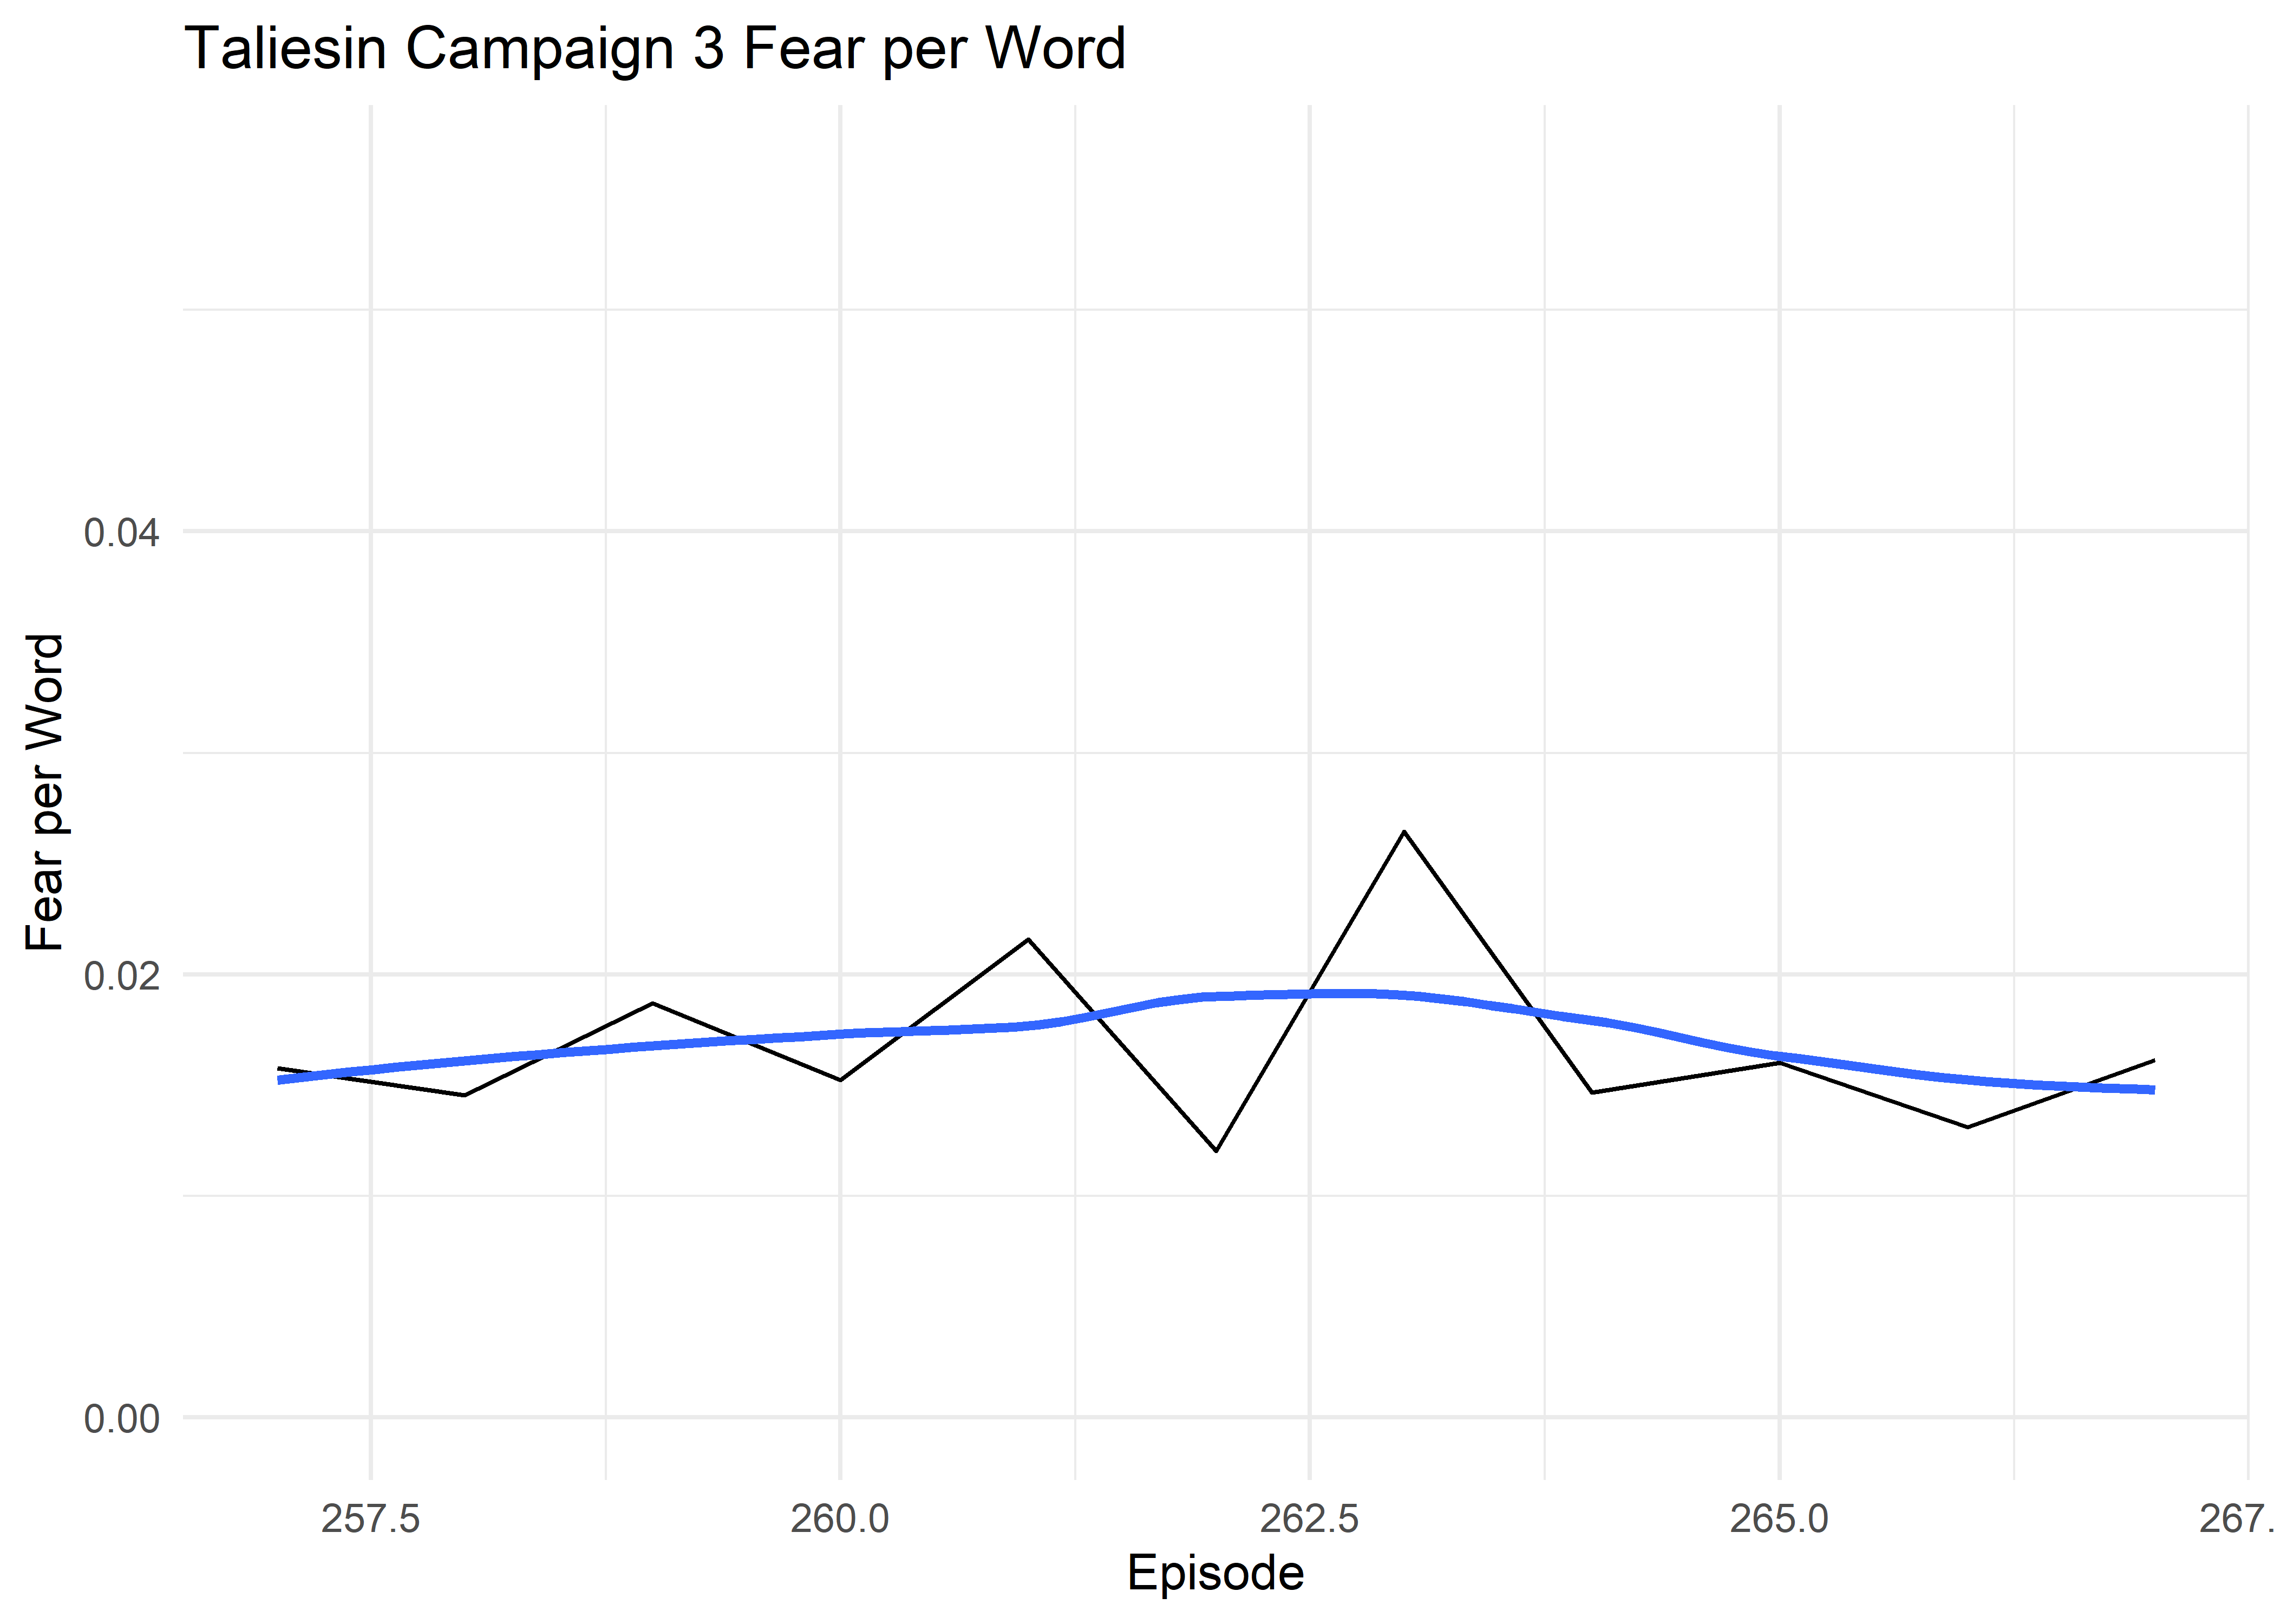 Taliesin Campaign 3 Fear per Word
Fear per Word
0.04
0.02
0.00
257.5 260.0 262.5 265.0 267.
Episode